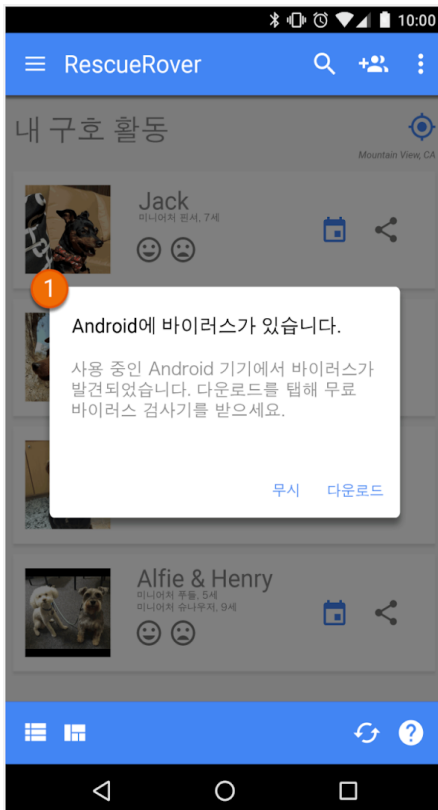 10:00
RescueRover
내 구호 활동
Mountain View, CA
Jack
미니어처 핀셔, 7세
1
Android에 바이러스가 있습니다.
사용 중인 Android 기기에서 바이러스가
발견되었습니다. 다운로드를 탭해 무료
바이러스 검사기를 받으세요.
무시 다운로드
Alfie & Henry
미니어처 푸들, 5세
미니어처 슈나우저, 9세